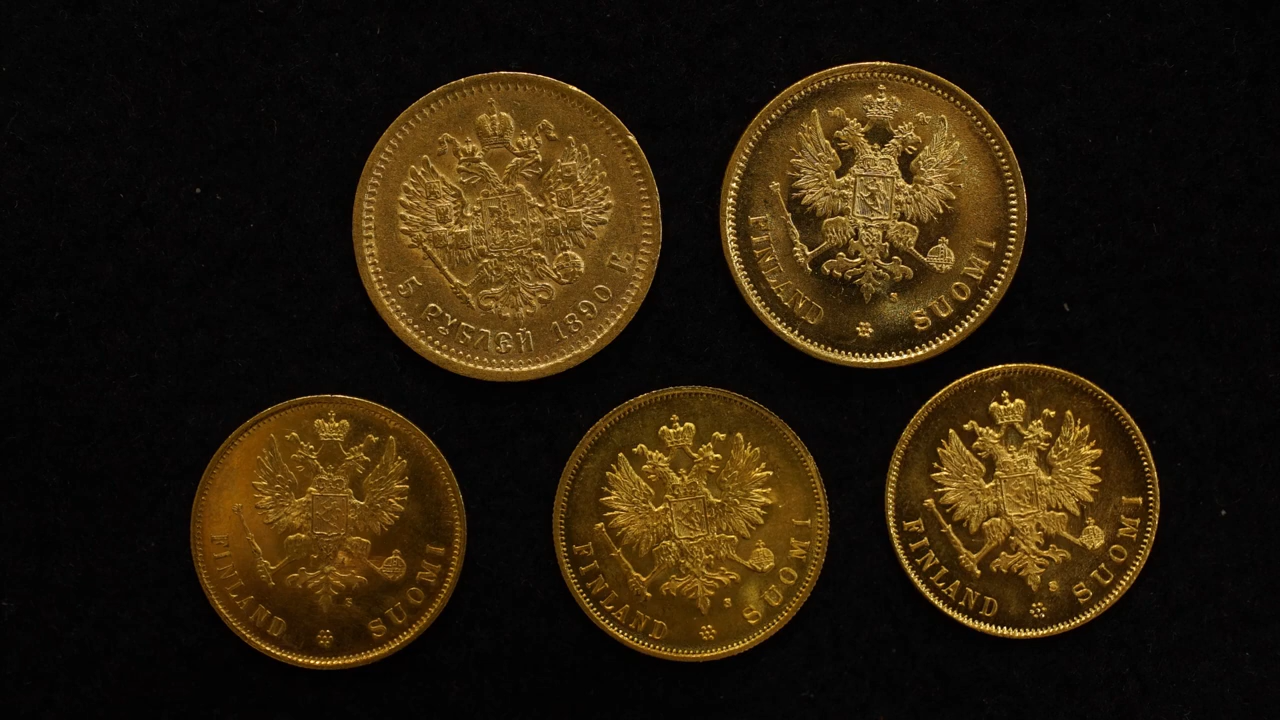 5 РУБЛЕЙ 1890 Г.
FINLAND * SUOMI
S
FINLAND * SUOMI
S
FINLAND * SUOMI
S
FINLAND * SUOMI
S